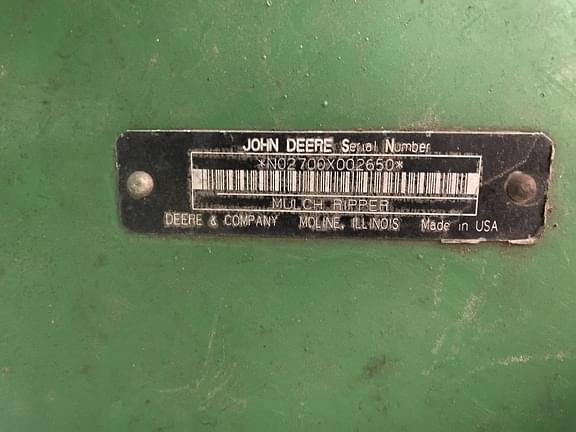 JOHN DEERE Serial Number
*N02700X002650*
MULCH RIPPER
DEERE & COMPANY MOLINE, ILLINOIS Made in USA